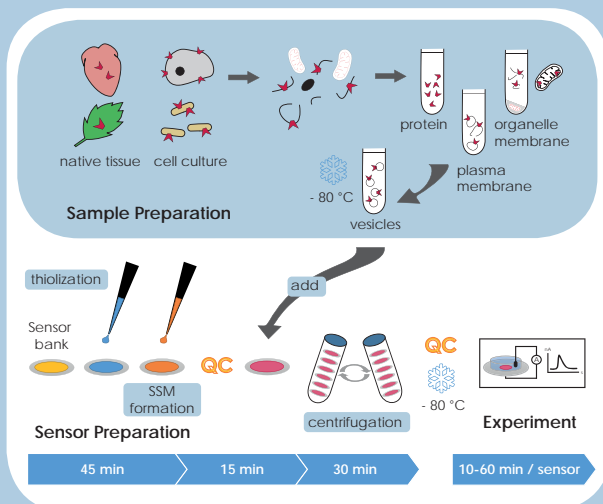 native tissue
cell culture
protein
organelle
membrane
plasma
membrane
- 80 °C
vesicles
Sample Preparation
thiolization
add
Sensor
bank
QC
SSM
formation
centrifugation
QC
- 80 °C
A
Experiment
Sensor Preparation
45 min
15 min
30 min
10-60 min / sensor